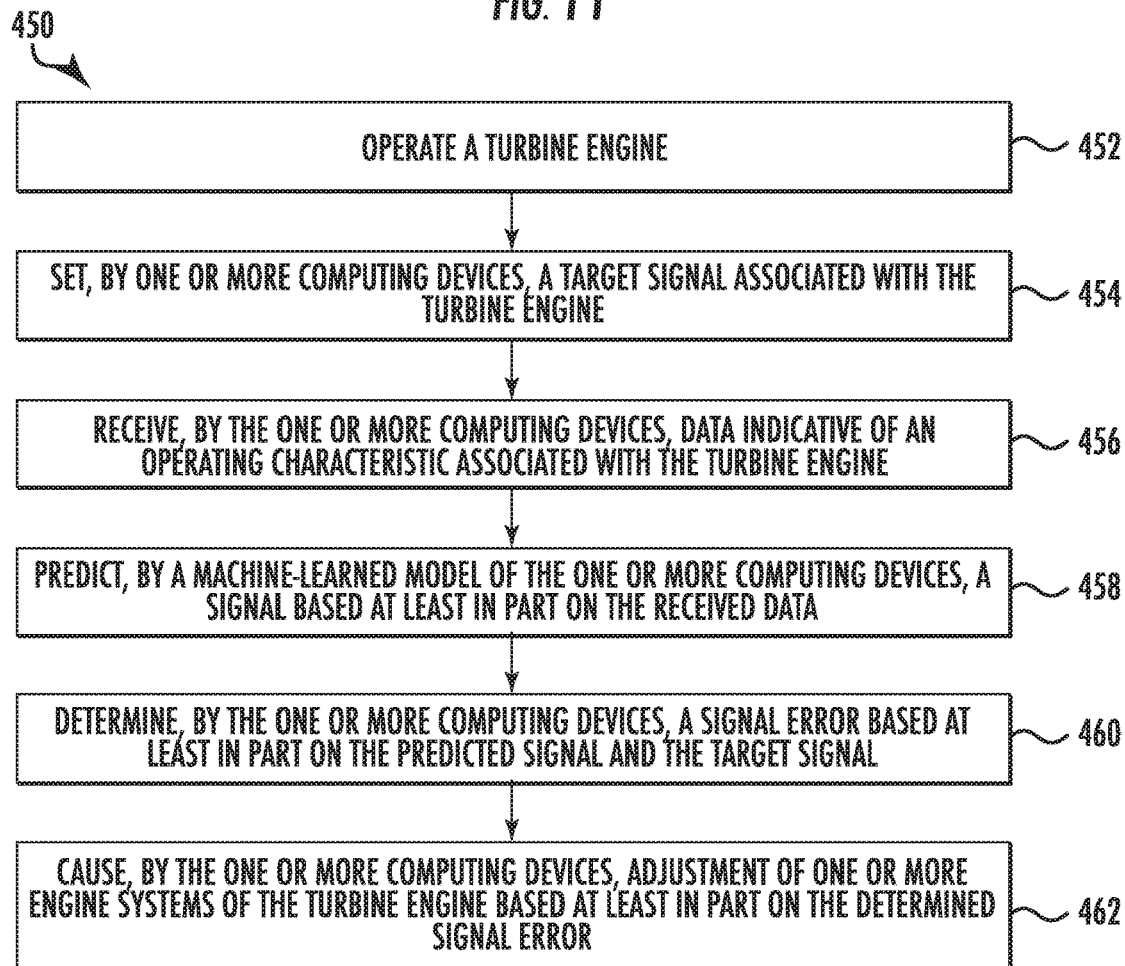 FIG. 11
450
OPERATE A TURBINE ENGINE
452
SET, BY ONE OR MORE COMPUTING DEVICES, A TARGET SIGNAL ASSOCIATED WITH THE
TURBINE ENGINE
454
RECEIVE, BY THE ONE OR MORE COMPUTING DEVICES, DATA INDICATIVE OF AN
OPERATING CHARACTERISTIC ASSOCIATED WITH THE TURBINE ENGINE
456
PREDICT, BY A MACHINE-LEARNED MODEL OF THE ONE OR MORE COMPUTING DEVICES, A
SIGNAL BASED AT LEAST IN PART ON THE RECEIVED DATA
458
DETERMINE, BY THE ONE OR MORE COMPUTING DEVICES, A SIGNAL ERROR BASED AT
LEAST IN PART ON THE PREDICTED SIGNAL AND THE TARGET SIGNAL
460
CAUSE, BY THE ONE OR MORE COMPUTING DEVICES, ADJUSTMENT OF ONE OR MORE
ENGINE SYSTEMS OF THE TURBINE ENGINE BASED AT LEAST IN PART ON THE DETERMINED
SIGNAL ERROR
462